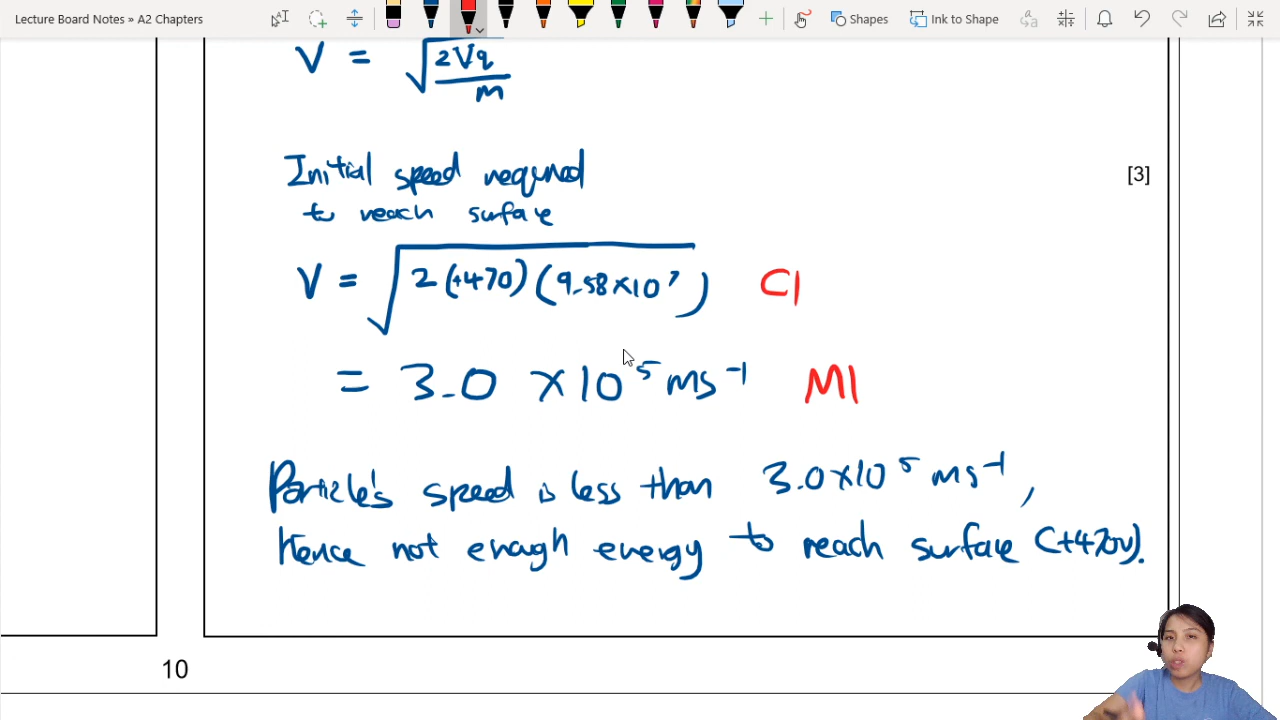 Lecture Board Notes » A2 Chapters
Shapes
Ink to Shape
V = √2Vq/m
Initial speed required
to reach surface
[3]
V = √2(+470)(9.58×10⁷) C1
= 3.0 ×10⁵ ms⁻¹ M1
Particle's speed is less than 3.0×10⁵ ms⁻¹,
Hence not enough energy to reach surface (+470V).
10